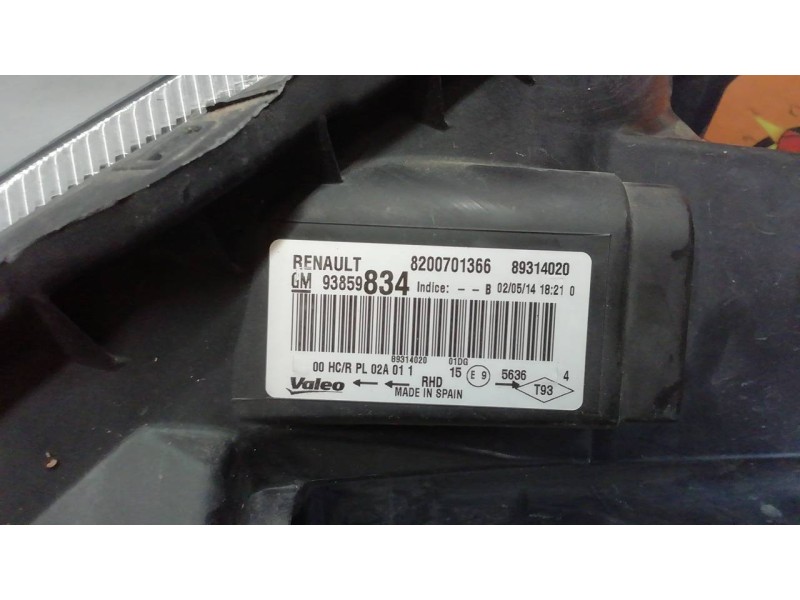 RENAULT 8200701366 89314020
GM 93859834 Indice: - - B 02/05/14 18:21 0
89314020 01DG
00 HC/R PL 02A 01 1 15 E 9 5636 4
Valeo ← ← RHD → T93
MADE IN SPAIN